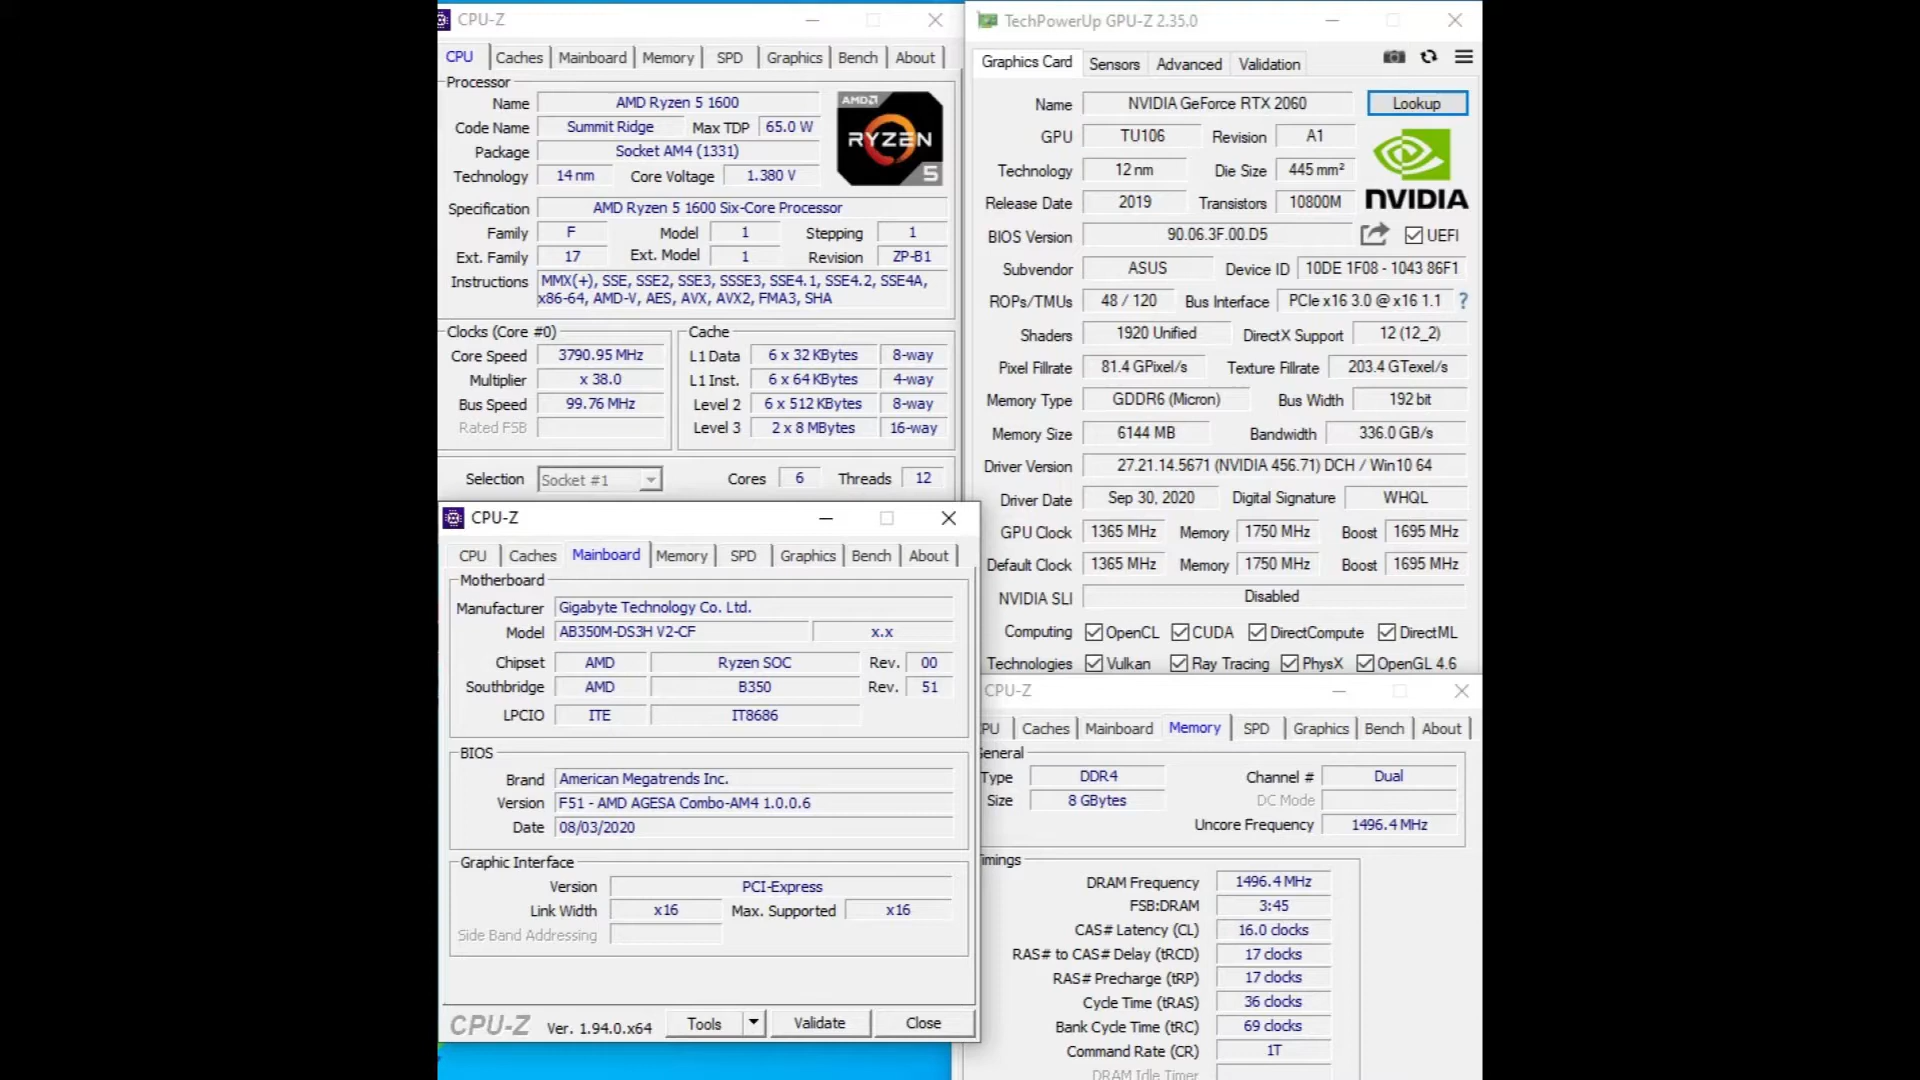 CPU-Z
CPU Caches Mainboard Memory SPD Graphics Bench About
Processor
Name AMD Ryzen 5 1600
Code Name Summit Ridge Max TDP 65.0 W
Package Socket AM4 (1331)
Technology 14 nm Core Voltage 1.380 V
AMD RYZEN 5
Specification AMD Ryzen 5 1600 Six-Core Processor
Family F Model 1 Stepping 1
Ext. Family 17 Ext. Model 1 Revision ZP-B1
Instructions MMX(+), SSE, SSE2, SSE3, SSSE3, SSE4.1, SSE4.2, SSE4A,
x86-64, AMD-V, AES, AVX, AVX2, FMA3, SHA
Clocks (Core #0)
Core Speed 3790.95 MHz
Multiplier x 38.0
Bus Speed 99.76 MHz
Rated FSB
Cache
L1 Data 6 x 32 KBytes 8-way
L1 Inst. 6 x 64 KBytes 4-way
Level 2 6 x 512 KBytes 8-way
Level 3 2 x 8 MBytes 16-way
Selection Socket #1 Cores 6 Threads 12
TechPowerUp GPU-Z 2.35.0
Graphics Card Sensors Advanced Validation
Name NVIDIA GeForce RTX 2060 Lookup
GPU TU106 Revision A1
Technology 12 nm Die Size 445 mm²
Release Date 2019 Transistors 10800M
NVIDIA
BIOS Version 90.06.3F.00.D5 UEFI
Subvendor ASUS Device ID 10DE 1F08 - 1043 86F1
ROPs/TMUs 48 / 120 Bus Interface PCIe x16 3.0 @ x16 1.1 ?
Shaders 1920 Unified DirectX Support 12 (12_2)
Pixel Fillrate 81.4 GPixel/s Texture Fillrate 203.4 GTexel/s
Memory Type GDDR6 (Micron) Bus Width 192 bit
Memory Size 6144 MB Bandwidth 336.0 GB/s
Driver Version 27.21.14.5671 (NVIDIA 456.71) DCH / Win10 64
Driver Date Sep 30, 2020 Digital Signature WHQL
GPU Clock 1365 MHz Memory 1750 MHz Boost 1695 MHz
Default Clock 1365 MHz Memory 1750 MHz Boost 1695 MHz
NVIDIA SLI Disabled
Computing OpenCL CUDA DirectCompute DirectML
Technologies Vulkan Ray Tracing PhysX OpenGL 4.6
CPU-Z
CPU Caches Mainboard Memory SPD Graphics Bench About
Motherboard
Manufacturer Gigabyte Technology Co. Ltd.
Model AB350M-DS3H V2-CF x.x
Chipset AMD Ryzen SOC Rev. 00
Southbridge AMD B350 Rev. 51
LPCIO ITE IT8686
BIOS
Brand American Megatrends Inc.
Version F51 - AMD AGESA Combo-AM4 1.0.0.6
Date 08/03/2020
Graphic Interface
Version PCI-Express
Link Width x16 Max. Supported x16
Side Band Addressing
CPU-Z Ver. 1.94.0.x64 Tools Validate Close
CPU-Z
PU Caches Mainboard Memory SPD Graphics Bench About
General
Type DDR4 Channel # Dual
Size 8 GBytes DC Mode
Uncore Frequency 1496.4 MHz
Timings
DRAM Frequency 1496.4 MHz
FSB:DRAM 3:45
CAS# Latency (CL) 16.0 clocks
RAS# to CAS# Delay (tRCD) 17 clocks
RAS# Precharge (tRP) 17 clocks
Cycle Time (tRAS) 36 clocks
Bank Cycle Time (tRC) 69 clocks
Command Rate (CR) 1T
DRAM Idle Timer